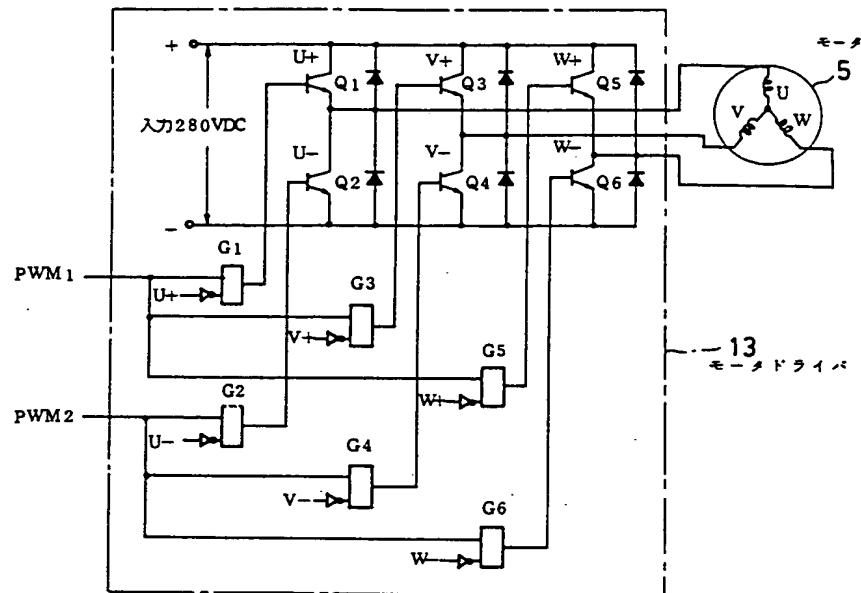 モータ
5
+
U+
V+
W+
Q1
Q3
Q5
U
V
W
入力280VDC
U-
V-
W-
Q2
Q4
Q6
-
G1
PWM1
U+
G3
V+
13
モータドライバ
G5
W+
G2
PWM2
U-
G4
V-
G6
W-